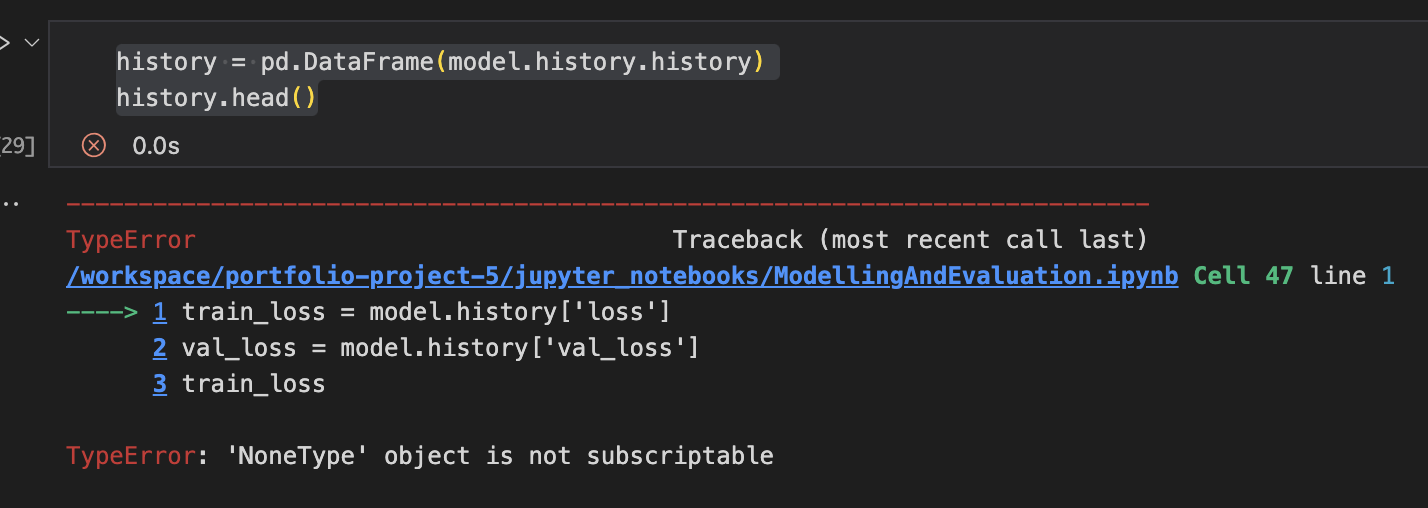 history = pd.DataFrame(model.history.history)
history.head()
[29] 0.0s
TypeError Traceback (most recent call last)
/workspace/portfolio-project-5/jupyter_notebooks/ModellingAndEvaluation.ipynb Cell 47 line 1
----> 1 train_loss = model.history['loss']
2 val_loss = model.history['val_loss']
3 train_loss
TypeError: 'NoneType' object is not subscriptable